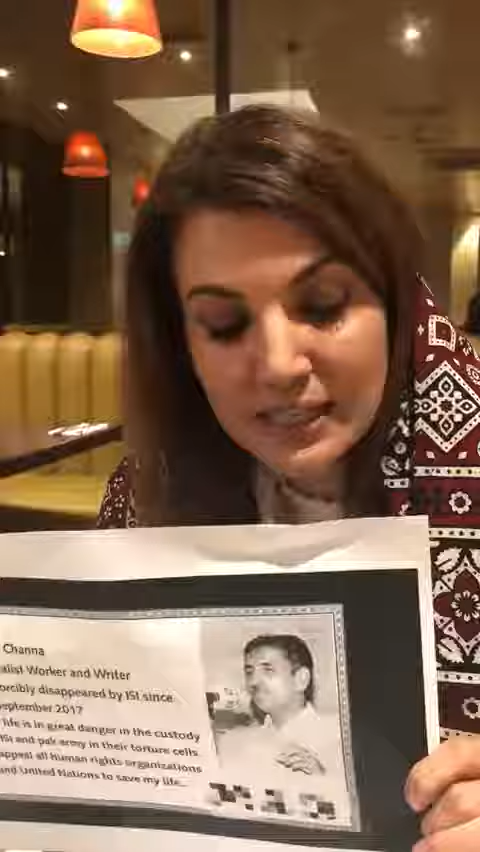 Channa
alist Worker and Writer
orcibly disappeared by ISI since
eptember 2017
life is in great danger in the custody
ISI and pak army in their torture cells
appeal all human rights organizations
and United Nations to save my life...